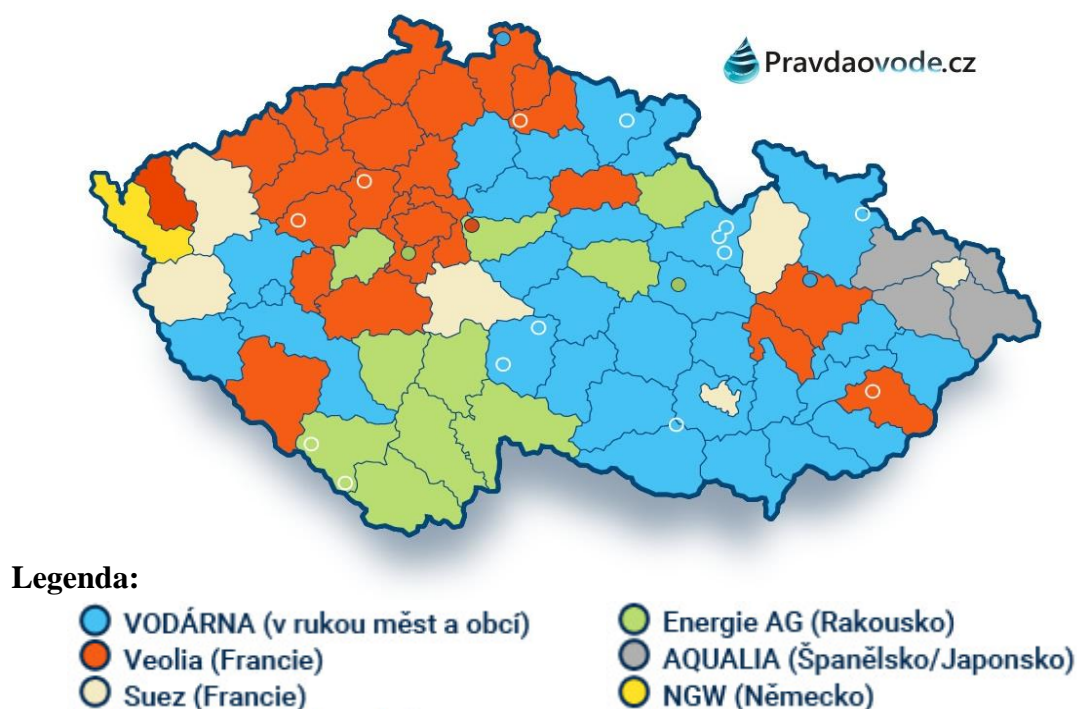 Pravdaovode.cz
Legenda:
VODÁRNA (v rukou měst a obcí)
Veolia (Francie)
Suez (Francie)
Energie AG (Rakousko)
AQUALIA (Španělsko/Japonsko)
NGW (Německo)